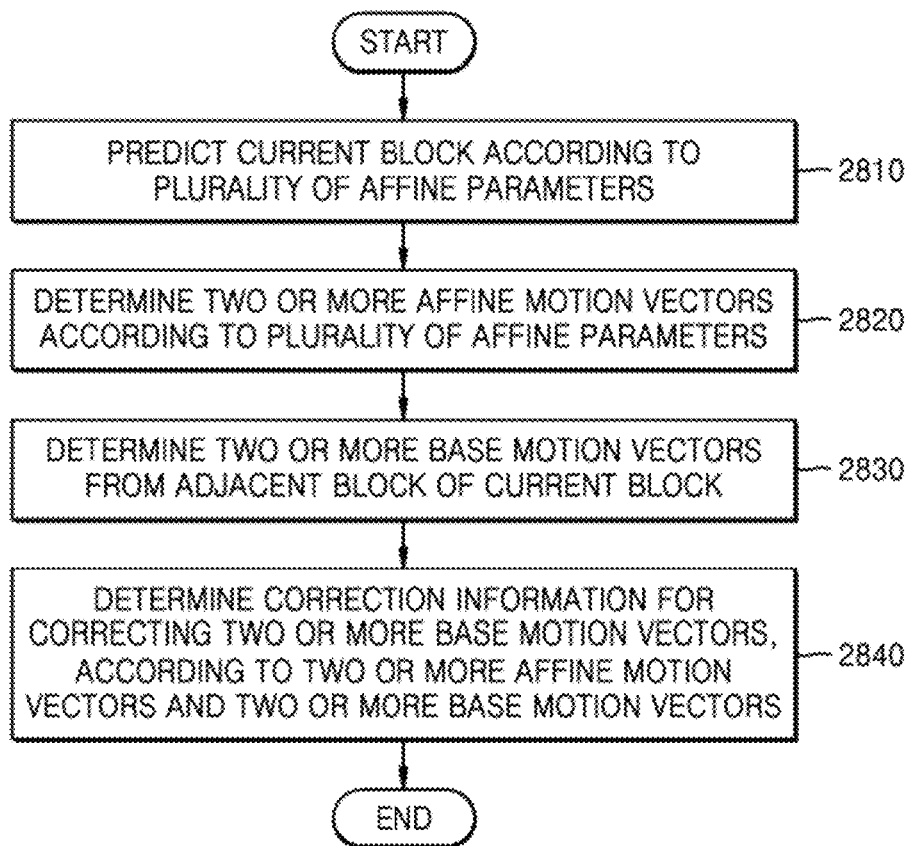 START
PREDICT CURRENT BLOCK ACCORDING TO
PLURALITY OF AFFINE PARAMETERS
2810
DETERMINE TWO OR MORE AFFINE MOTION VECTORS
ACCORDING TO PLURALITY OF AFFINE PARAMETERS
2820
DETERMINE TWO OR MORE BASE MOTION VECTORS
FROM ADJACENT BLOCK OF CURRENT BLOCK
2830
DETERMINE CORRECTION INFORMATION FOR
CORRECTING TWO OR MORE BASE MOTION VECTORS,
ACCORDING TO TWO OR MORE AFFINE MOTION
VECTORS AND TWO OR MORE BASE MOTION VECTORS
2840
END